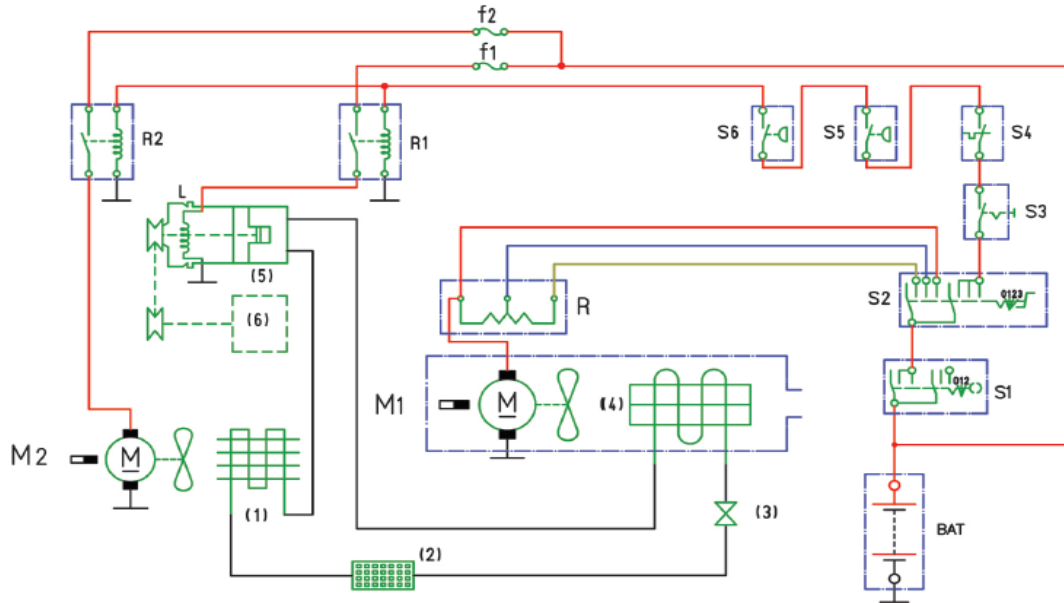 f2
f1
R2
R1
S6
S5
S4
S3
L
(5)
R
S2
0123
(6)
M1
M
(4)
S1
012
M2
M
(1)
(2)
(3)
BAT